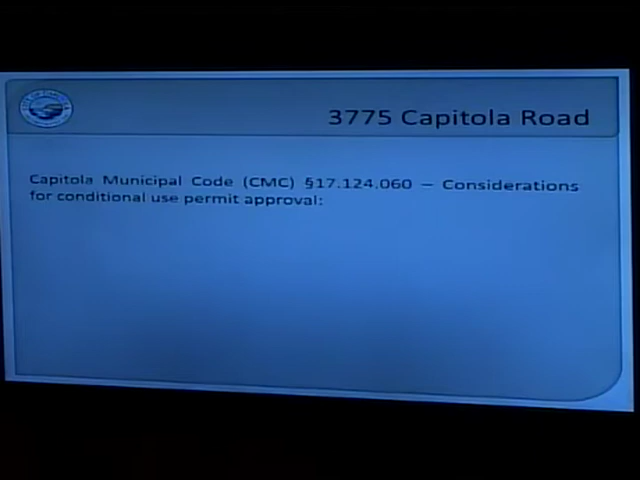 3775 Capitola Road
Capitola Municipal Code (CMC) §17.124.060 – Considerations
for conditional use permit approval: